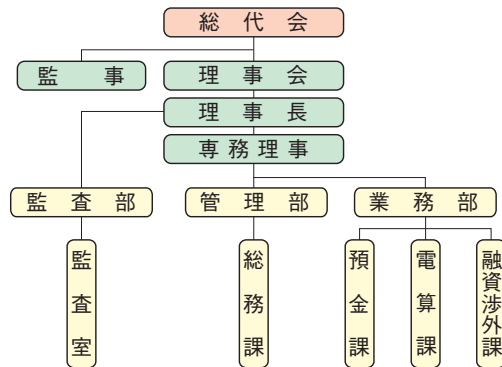 総代会
監事
理事会
理事長
専務理事
監査部
管理部
業務部
監査室
総務課
預金課
電算課
融資渉外課